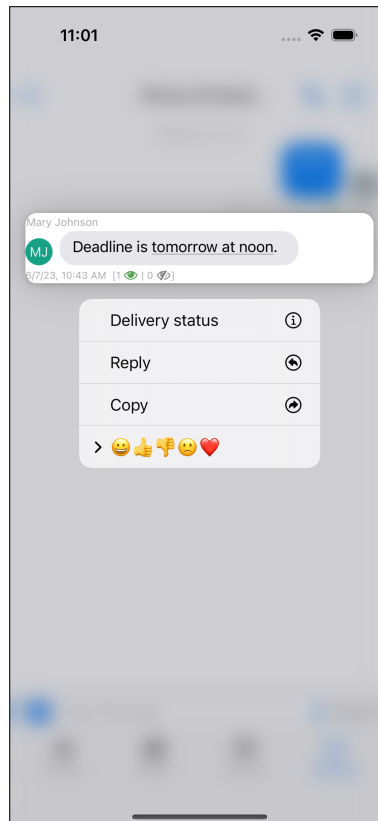 11:01
Mary Johnson
MJ
Deadline is tomorrow at noon.
6/7/23, 10:43 AM [1 | 0 ]
Delivery status
Reply
Copy